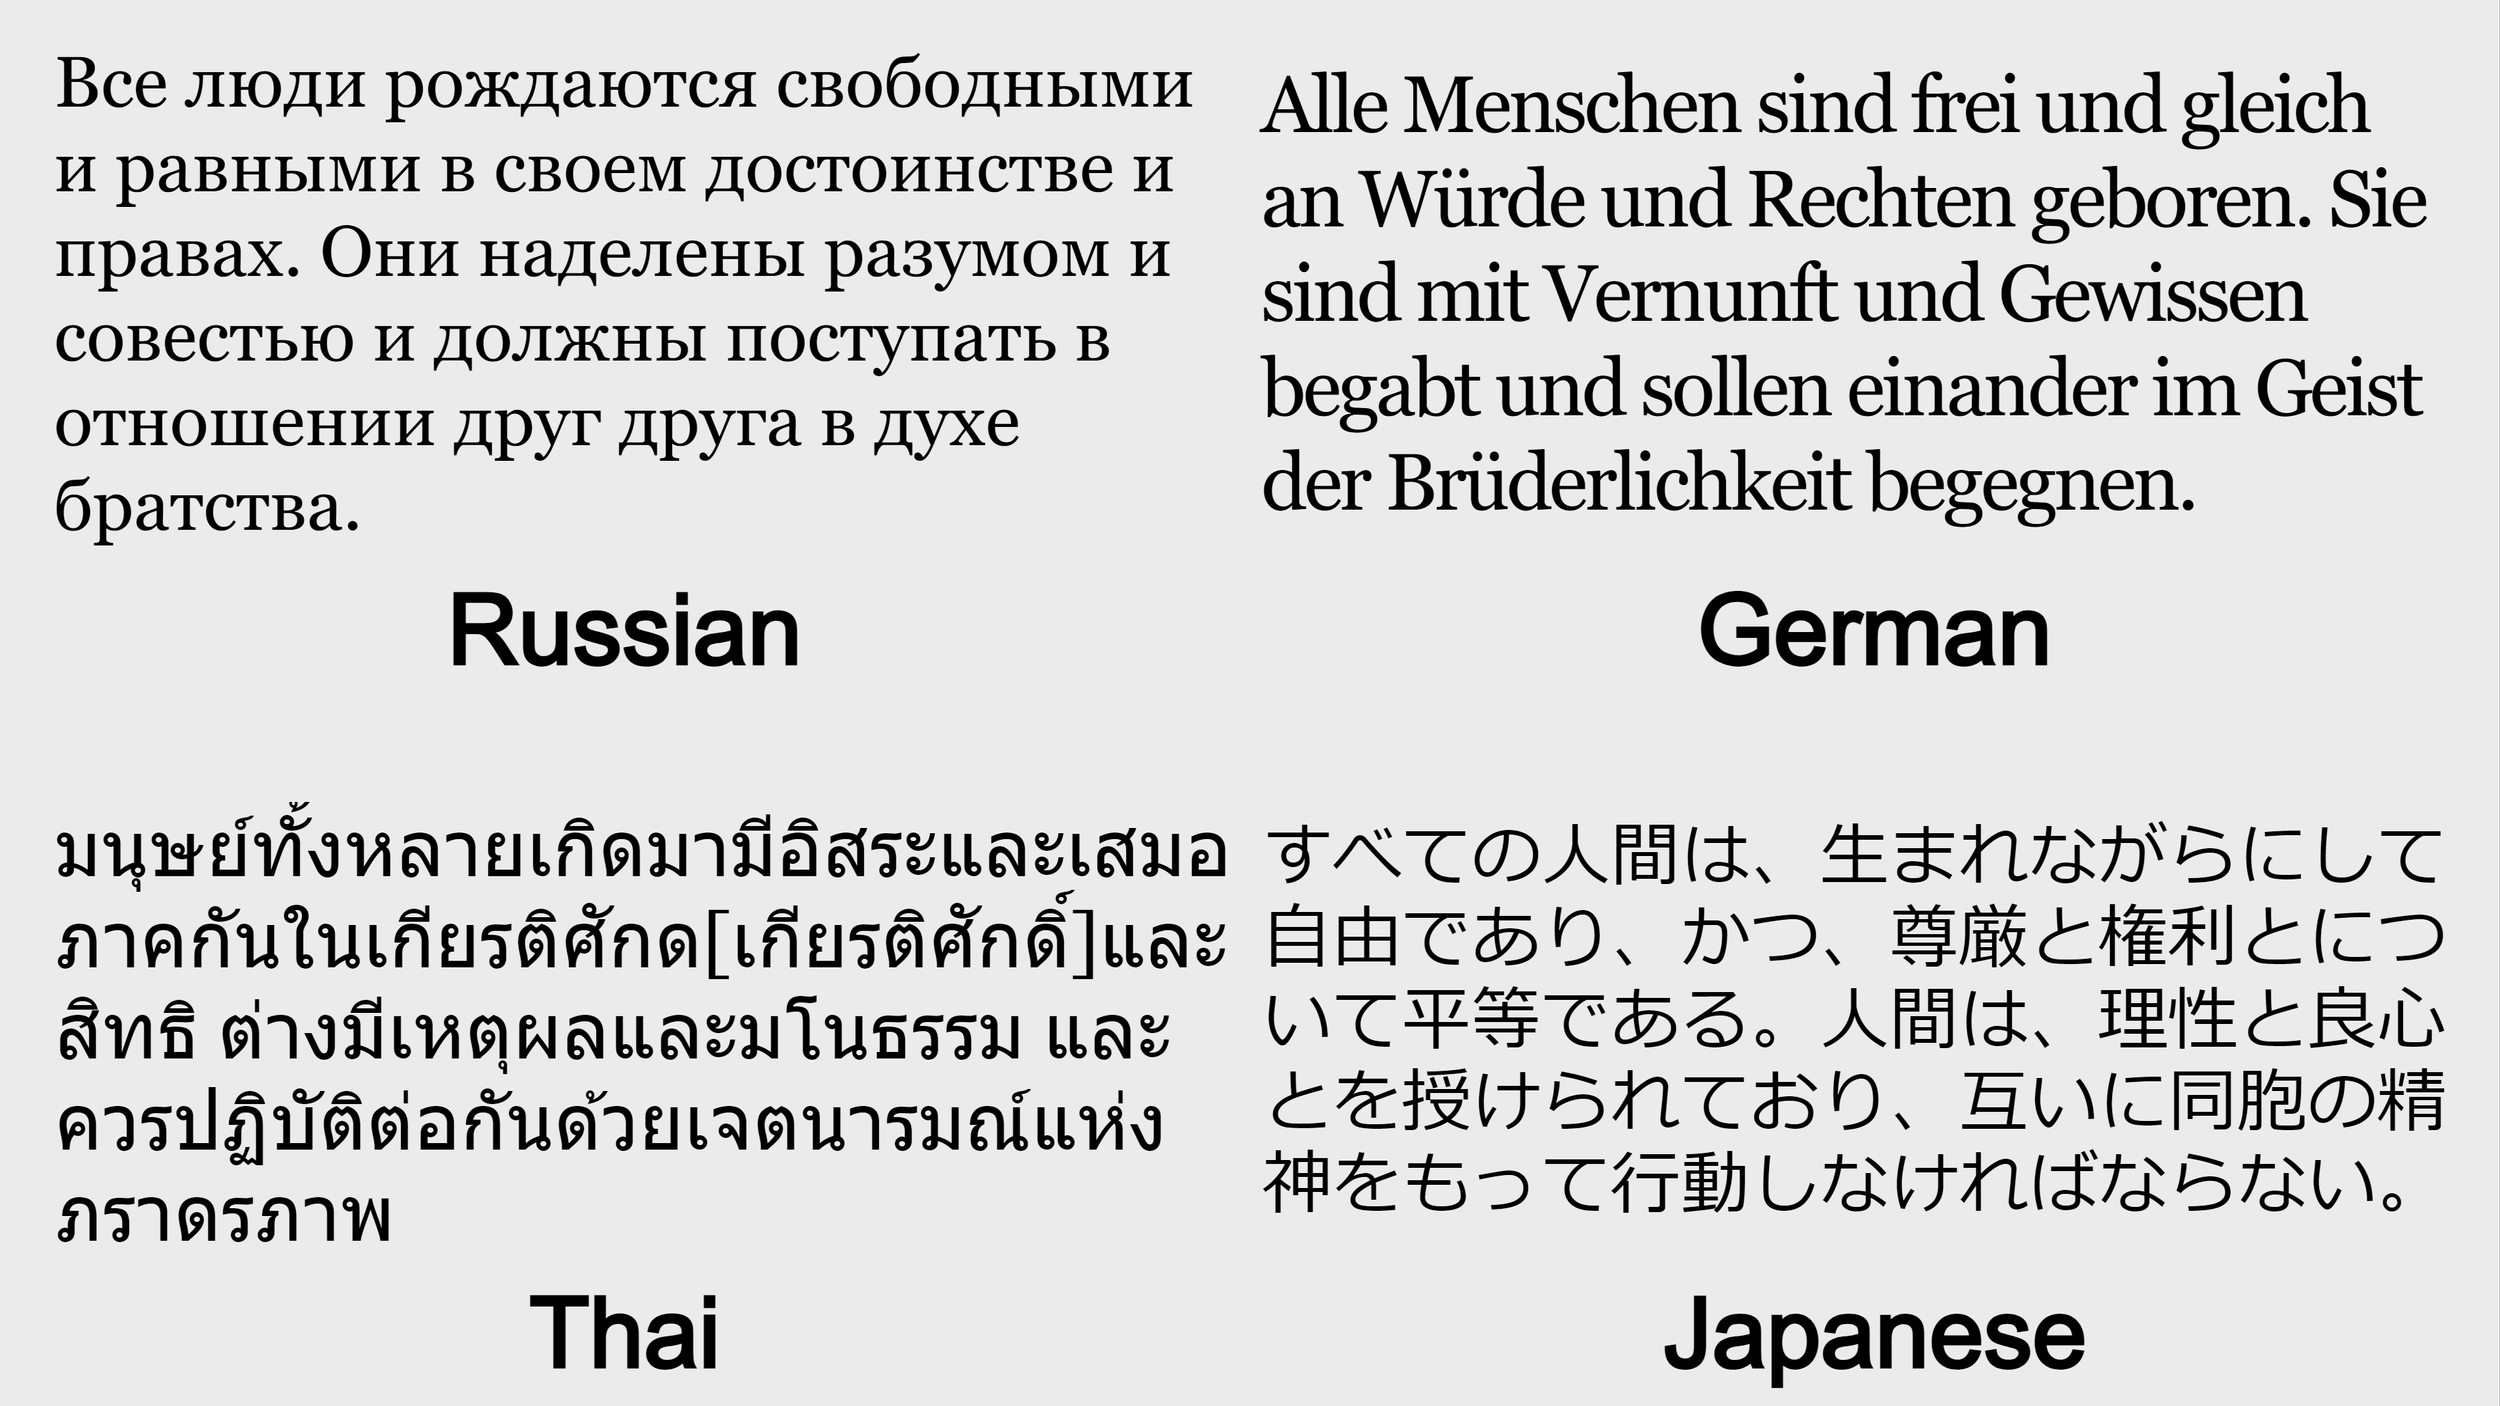 Все люди рождаются свободными
и равными в своем достоинстве и
правах. Они наделены разумом и
совестью и должны поступать в
отношении друг друга в духе
братства.
Russian
Alle Menschen sind frei und gleich
an Würde und Rechten geboren. Sie
sind mit Vernunft und Gewissen
begabt und sollen einander im Geist
der Brüderlichkeit begegnen.
German
มนุษย์ทั้งหลายเกิดมามีอิสระและเสมอ
ภาคกันในเกียรติศักด[เกียรติศักดิ์]และ
สิทธิ ต่างมีเหตุผลและมโนธรรม และ
ควรปฏิบัติต่อกันด้วยเจตนารมณ์แห่ง
ภราดรภาพ
Thai
すべての人間は、生まれながらにして
自由であり、かつ、尊厳と権利とにつ
いて平等である。人間は、理性と良心
とを授けられており、互いに同胞の精
神をもって行動しなければならない。
Japanese